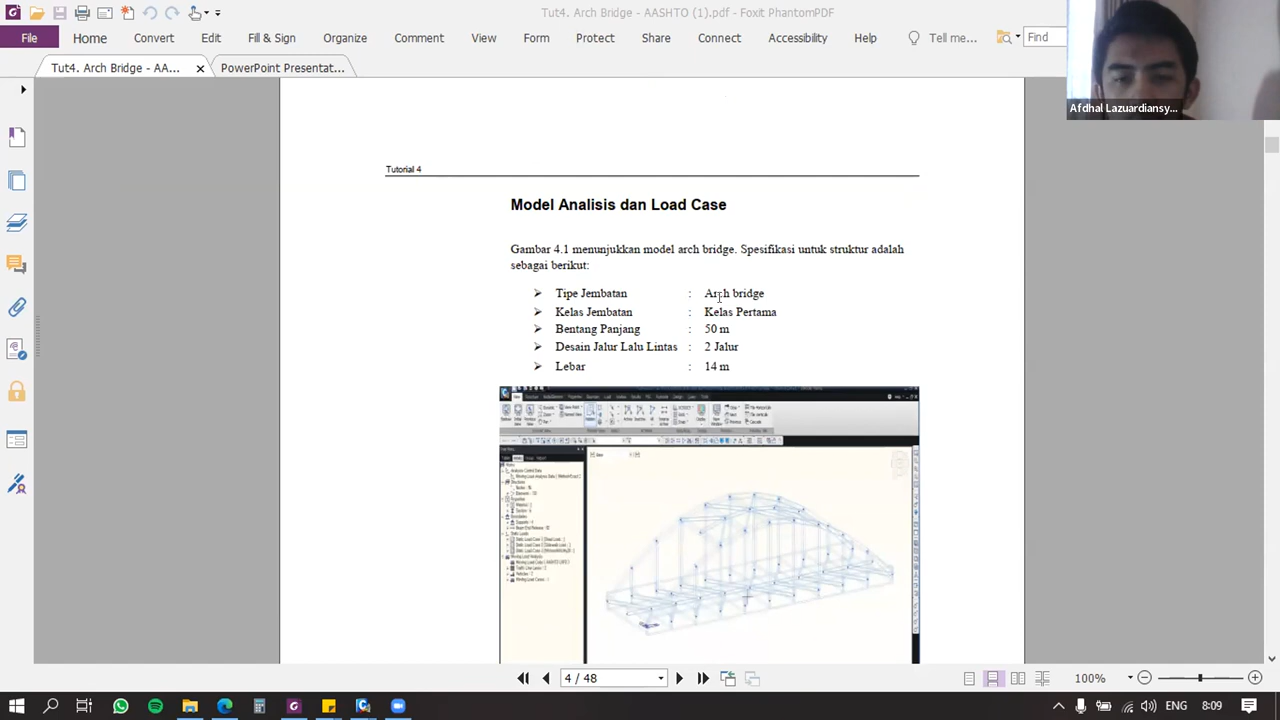 Tut4. Arch Bridge - AASHTO (1).pdf - Foxit PhantomPDF
File Home Convert Edit Fill & Sign Organize Comment View Form Protect Share Connect Accessibility Help Tell me... Find
Tut4. Arch Bridge - AA... PowerPoint Presentat...
Afdhal Lazuardiansy...
Tutorial 4
Model Analisis dan Load Case
Gambar 4.1 menunjukkan model arch bridge. Spesifikasi untuk struktur adalah
sebagai berikut:
Tipe Jembatan : Arch bridge
Kelas Jembatan : Kelas Pertama
Bentang Panjang : 50 m
Desain Jalur Lalu Lintas : 2 Jalur
Lebar : 14 m
4 / 48
100%
ENG 8:09